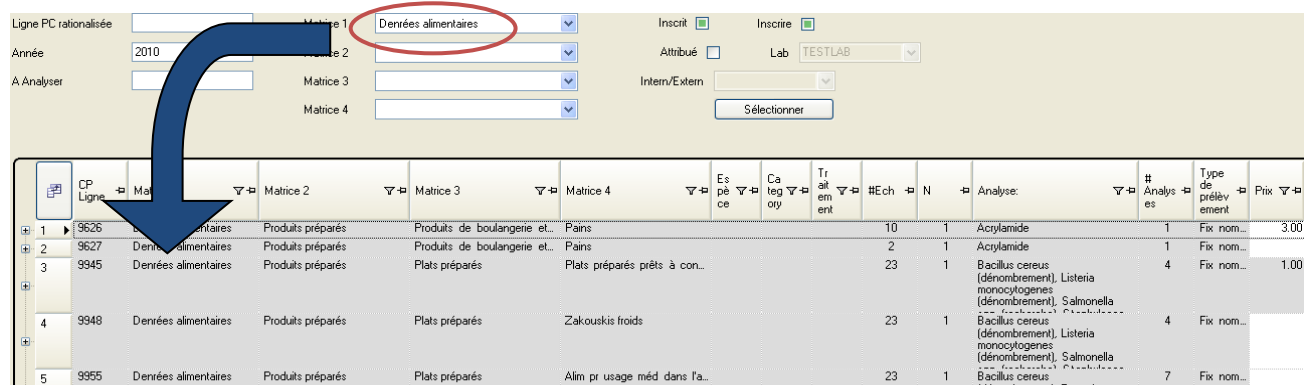 Ligne PC rationalisée Matrice 1 Denrées alimentaires Inscrit Inscrire
Année 2010 Matrice 2 Attribué Lab TESTLAB
A Analyser Matrice 3 Intern/Extern
Matrice 4 Sélectionner
CP Ligne Mat Matrice 2 Matrice 3 Matrice 4 Es pè ce Ca teg ory Tr ait em ent #Ech N Analyse: # Analys es Type de prélèv ement Prix
1 9626 entaires Produits préparés Produits de boulangerie et... Pains 10 1 Acrylamide 1 Fix nom... 3.00
2 9627 Denrées alimentaires Produits préparés Produits de boulangerie et... Pains 2 1 Acrylamide 1 Fix nom...
3 9945 Denrées alimentaires Produits préparés Plats préparés Plats préparés prêts à con... 23 1 Bacillus cereus 4 Fix nom... 1.00
(dénombrement), Listeria
monocytogenes
(dénombrement), Salmonella
4 9948 Denrées alimentaires Produits préparés Plats préparés Zakouskis froids 23 1 Bacillus cereus 4 Fix nom...
(dénombrement), Listeria
monocytogenes
(dénombrement), Salmonella
5 9955 Denrées alimentaires Produits préparés Plats préparés Alim pr usage méd dans l'a... 23 1 Bacillus cereus 7 Fix nom...